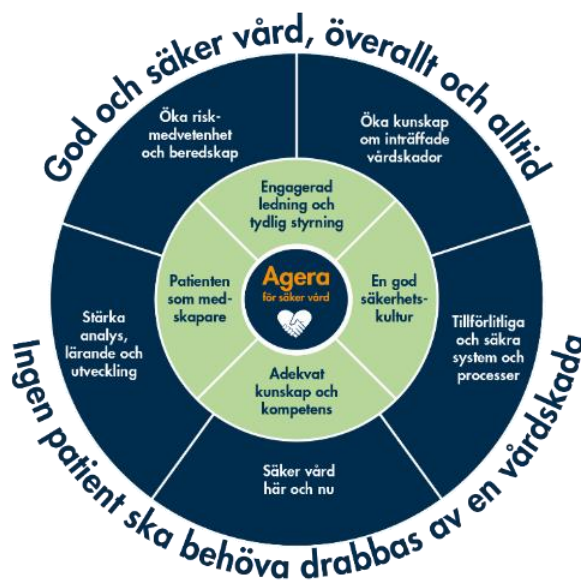 God och säker vård, överallt och alltid
Öka risk-
medvetenhet
och beredskap
Öka kunskap
om inträffade
vårdskador
Engagerad
ledning och
tydlig styrning
Patienten
som med-
skapare
Agera
för säker vård
En god
säkerhets-
kultur
Stärka
analys,
lärande och
utveckling
Tillförlitliga
och säkra
system och
processer
Adekvat
kunskap och
kompetens
Säker vård
här och nu
Ingen patient ska behöva drabbas av en vårdskada